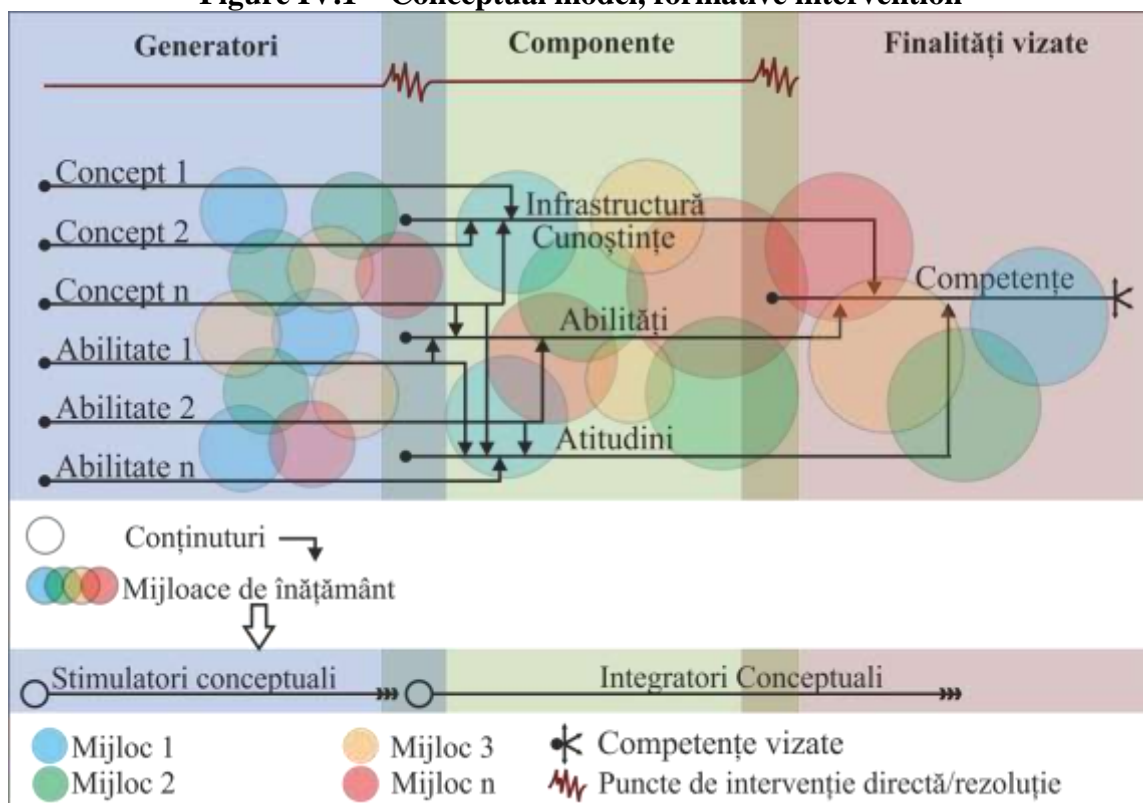 Figure IV.1 – Conceptual model, formative intervention
Generatori
Componente
Finalități vizate
Concept 1
Concept 2
Concept n
Abilitate 1
Abilitate 2
Abilitate n
Infrastructură
Cunoștințe
Abilități
Atitudini
Competențe
Conținuturi
Mijloace de înățământ
Stimulatori conceptuali
Integratori Conceptuali
Mijloc 1
Mijloc 2
Mijloc 3
Mijloc n
Competențe vizate
Puncte de intervenție directă/rezoluție